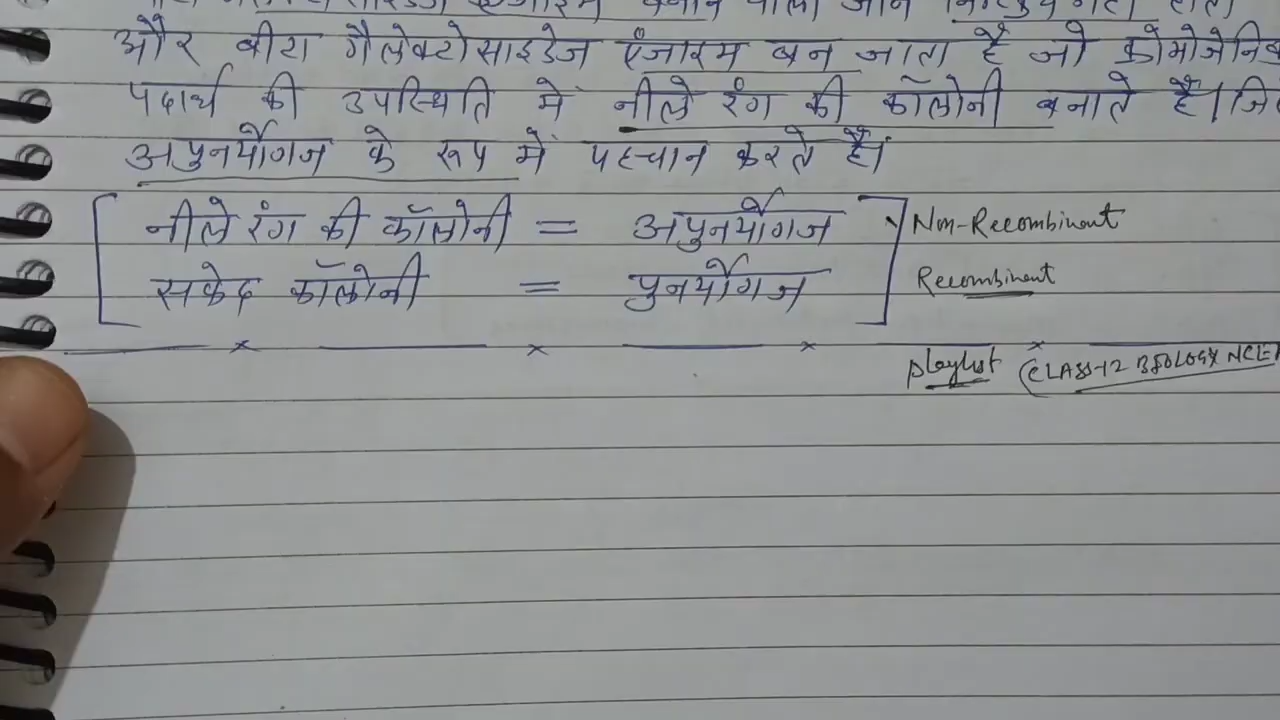 और बीटा गैलेक्टोसाइडेज एंजाइम बन जाता है जो
पदार्थ की उपस्थिति में नीले रंग की कॉलोनी बनाते है।
अपुनर्योगज के रूप में पहचान करते हैं।
नीले रंग की कॉलोनी = अपुनर्योगज Non-Recombinant
सफेद कॉलोनी = पुनर्योगज Recombinant
playlist CLASS-12 BIOLOGY